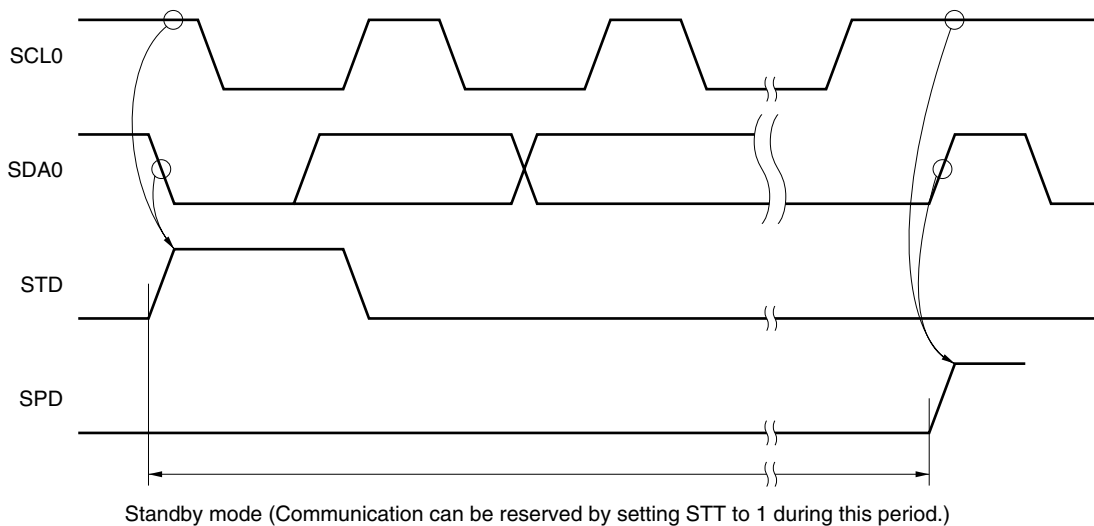 SCL0
SDA0
STD
SPD
Standby mode (Communication can be reserved by setting STT to 1 during this period.)